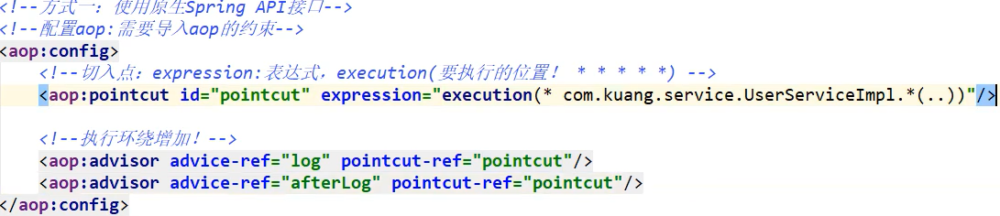 <!--方式一：使用原生Spring API接口-->
<!--配置aop:需要导入aop的约束-->
<aop:config>
<!--切入点：expression:表达式，execution(要执行的位置！ * * * * *) -->
<aop:pointcut id="pointcut" expression="execution(* com.kuang.service.UserServiceImpl.*(..))"/>
<!--执行环绕增加！-->
<aop:advisor advice-ref="log" pointcut-ref="pointcut"/>
<aop:advisor advice-ref="afterLog" pointcut-ref="pointcut"/>
</aop:config>